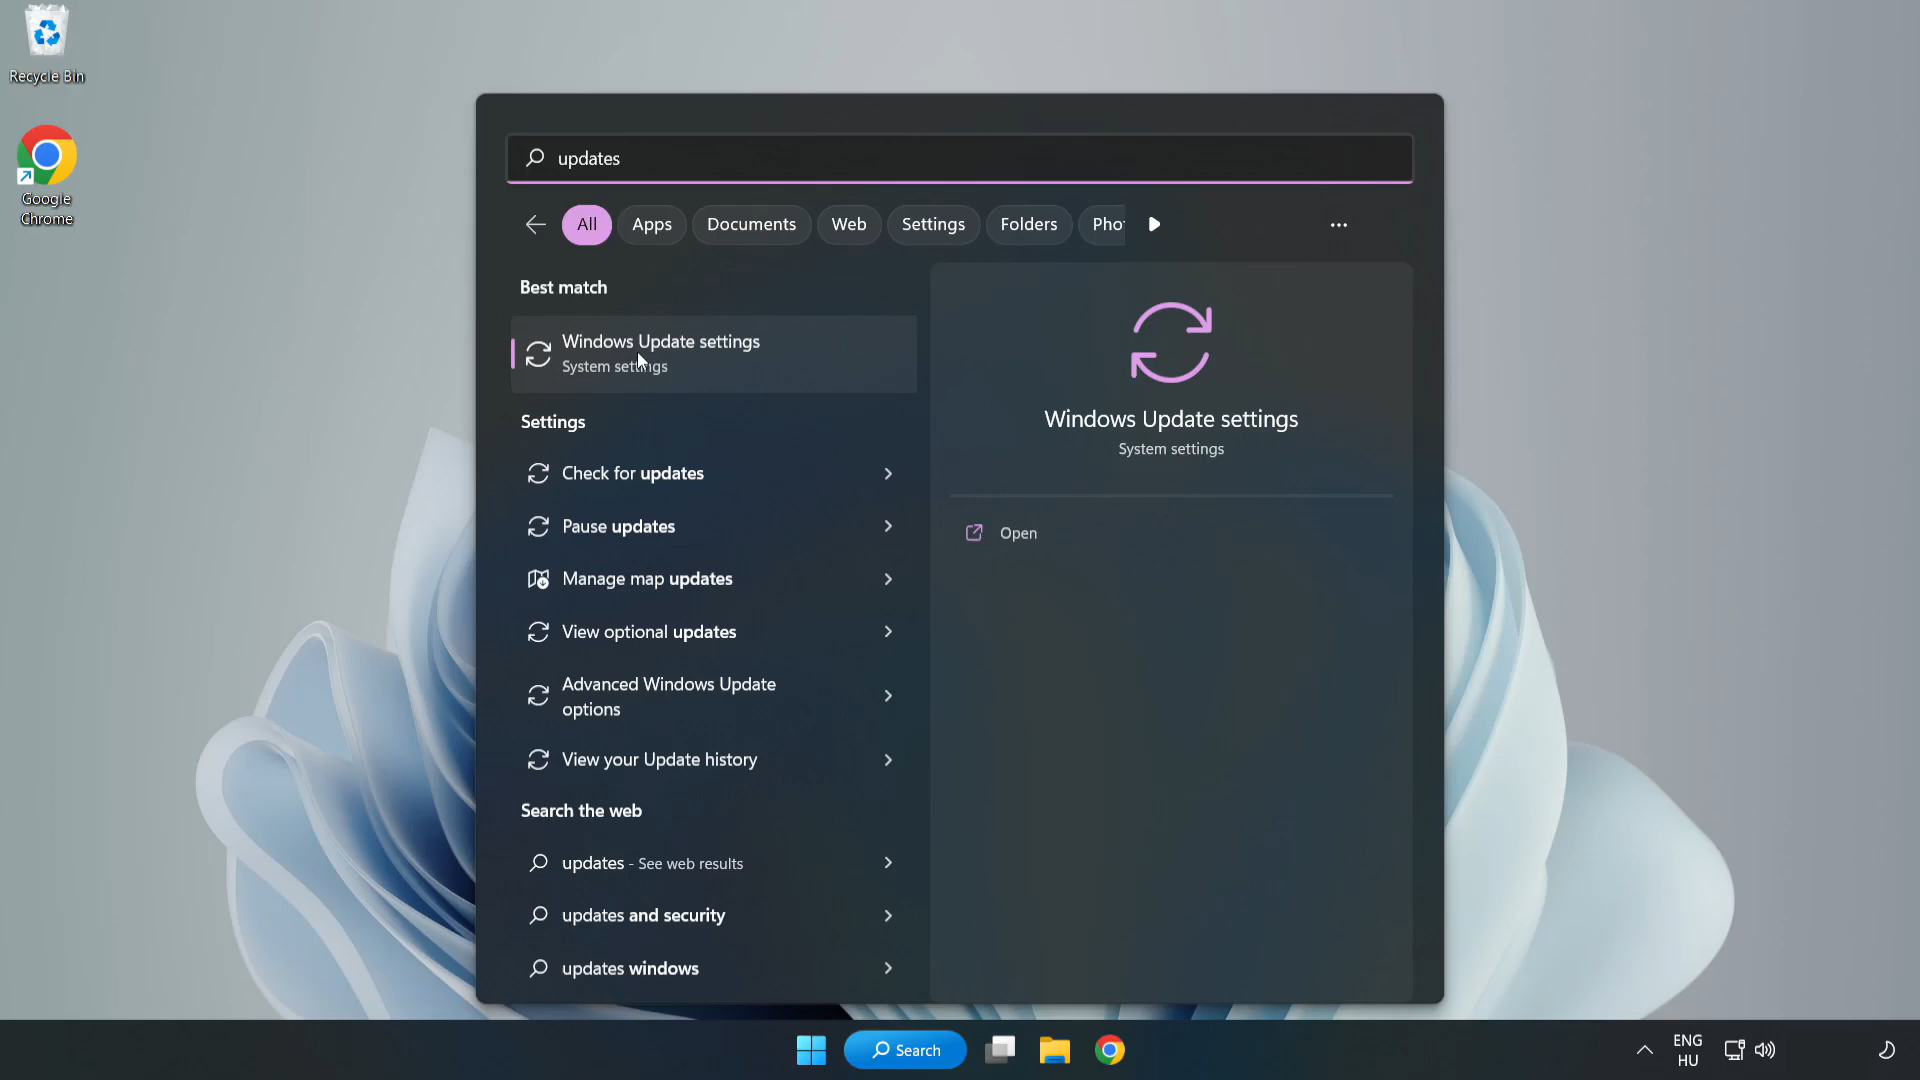 Recycle Bin
Google
Chrome
updates
All
Apps
Documents
Web
Settings
Folders
Pho
Best match
Windows Update settings
System settings
Settings
Check for updates
Pause updates
Manage map updates
View optional updates
Advanced Windows Update
options
View your Update history
Search the web
updates - See web results
updates and security
updates windows
Windows Update settings
System settings
Open
Search
ENG
HU